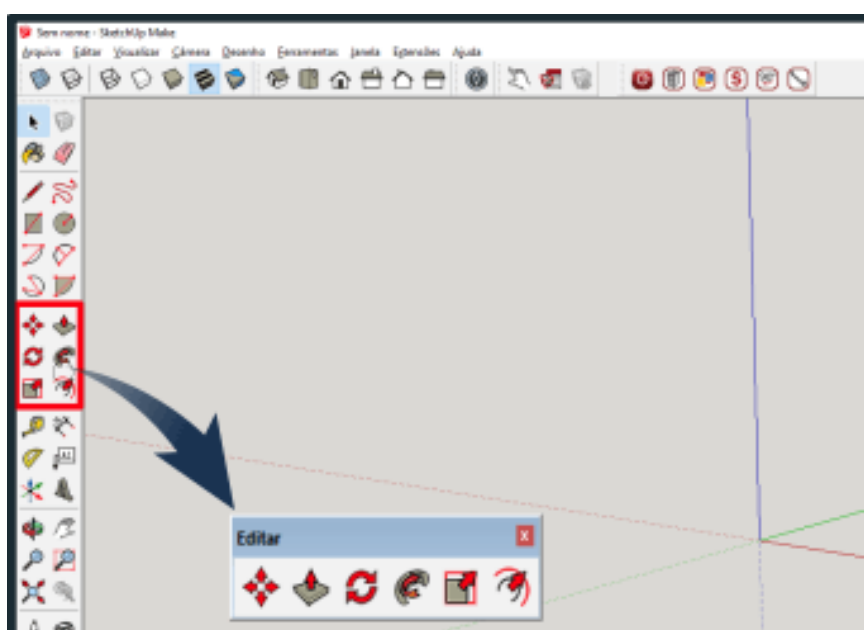 Sem nome - SketchUp Make
Arquivo Editar Visualizar Câmera Desenho Ferramentas Janela Extensões Ajuda
Editar